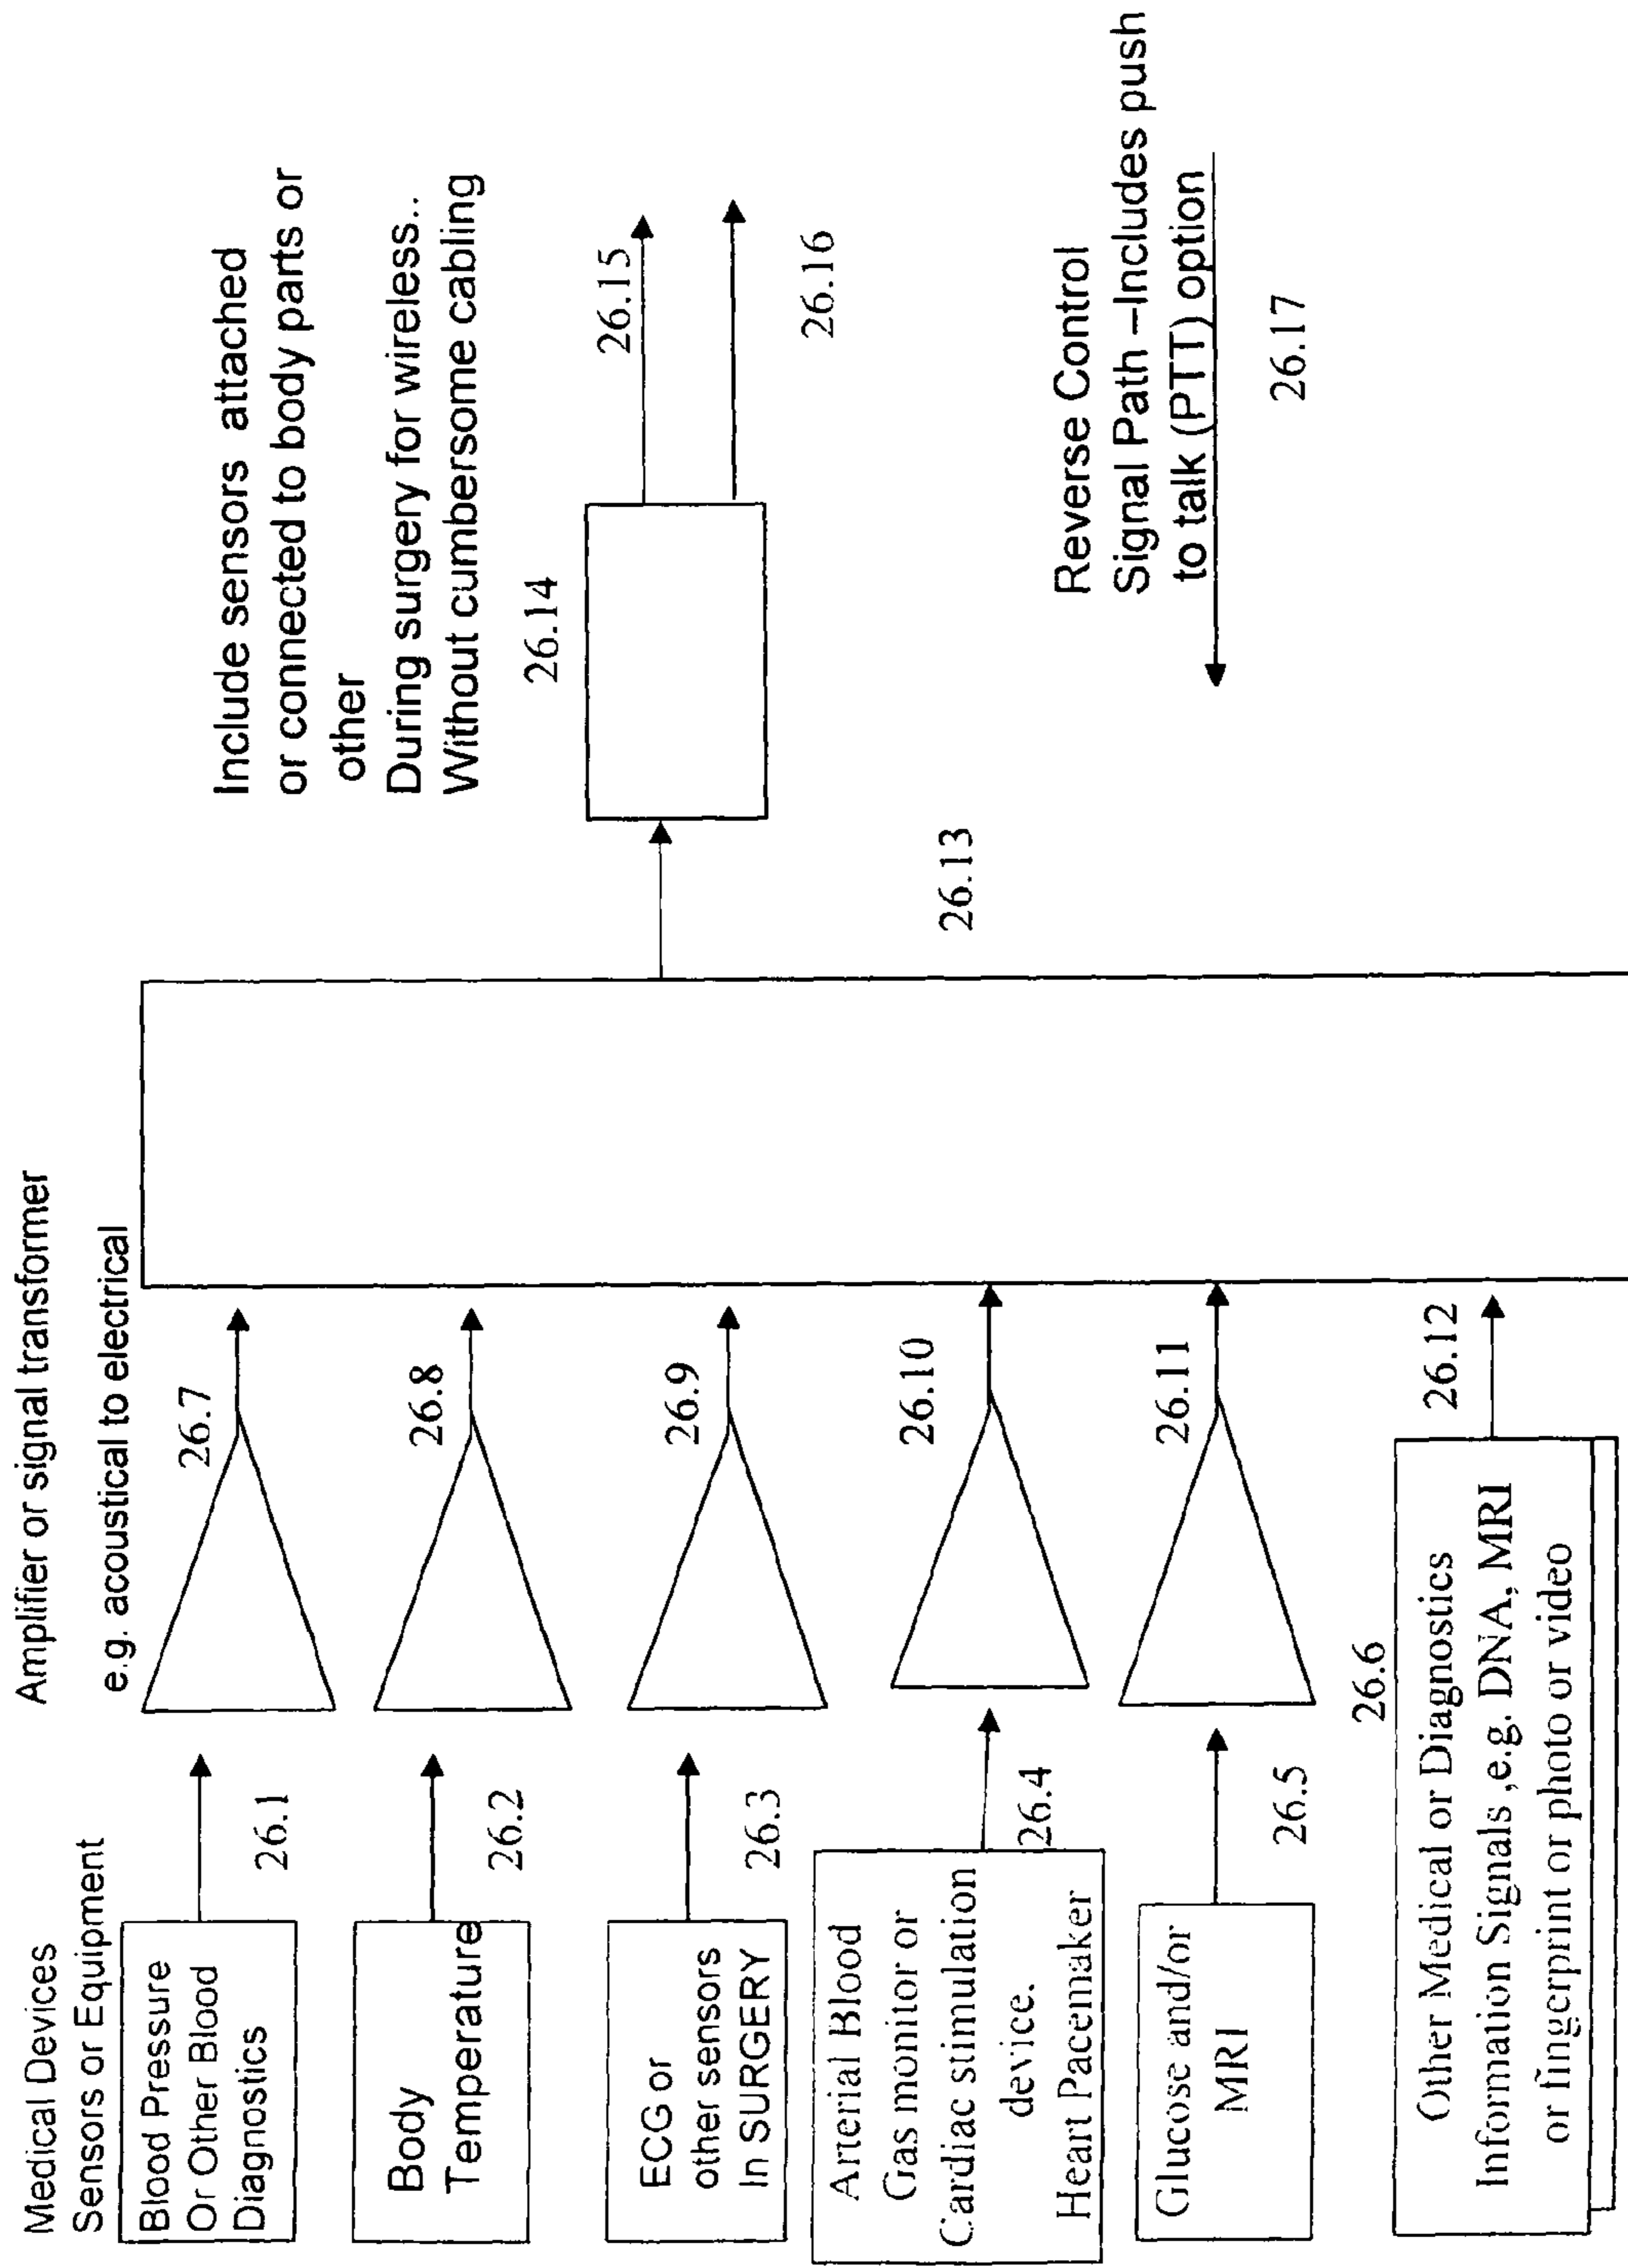 Medical Devices
Sensors or Equipment
Amplifier or signal transformer
e.g. acoustical to electrical
Blood Pressure
Or Other Blood
Diagnostics
26.1
26.7
Body
Temperature
26.2
26.8
ECG or
other sensors
In SURGERY
26.3
26.9
Arterial Blood
Gas monitor or
Cardiac stimulation
device.
Heart Pacemaker
26.4
26.10
Glucose and/or
MRI
26.5
26.11
26.6
Other Medical or Diagnostics
Information Signals ,e.g. DNA, MRI
or fingerprint or photo or video
26.12
26.13
Include sensors attached
or connected to body parts or
other
During surgery for wireless..
Without cumbersome cabling
26.14
26.15
26.16
Reverse Control
Signal Path –Includes push
to talk (PTT) option
26.17